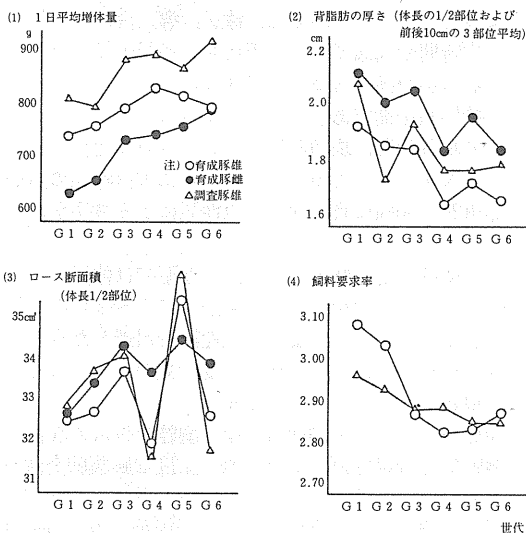 (1) 1日平均増体量
g
900
800
700
600
注) ○育成豚雄
●育成豚雌
△調査豚雄
G1 G2 G3 G4 G5 G6
(2) 背脂肪の厚さ (体長の1/2部位および
前後10cmの3部位平均)
cm
2.2
2.0
1.8
1.6
G1 G2 G3 G4 G5 G6
(3) ロース断面積
(体長1/2部位)
35cm²
34
33
32
31
G1 G2 G3 G4 G5 G6
(4) 飼料要求率
3.10
3.00
2.90
2.80
2.70
G1 G2 G3 G4 G5 G6
世代